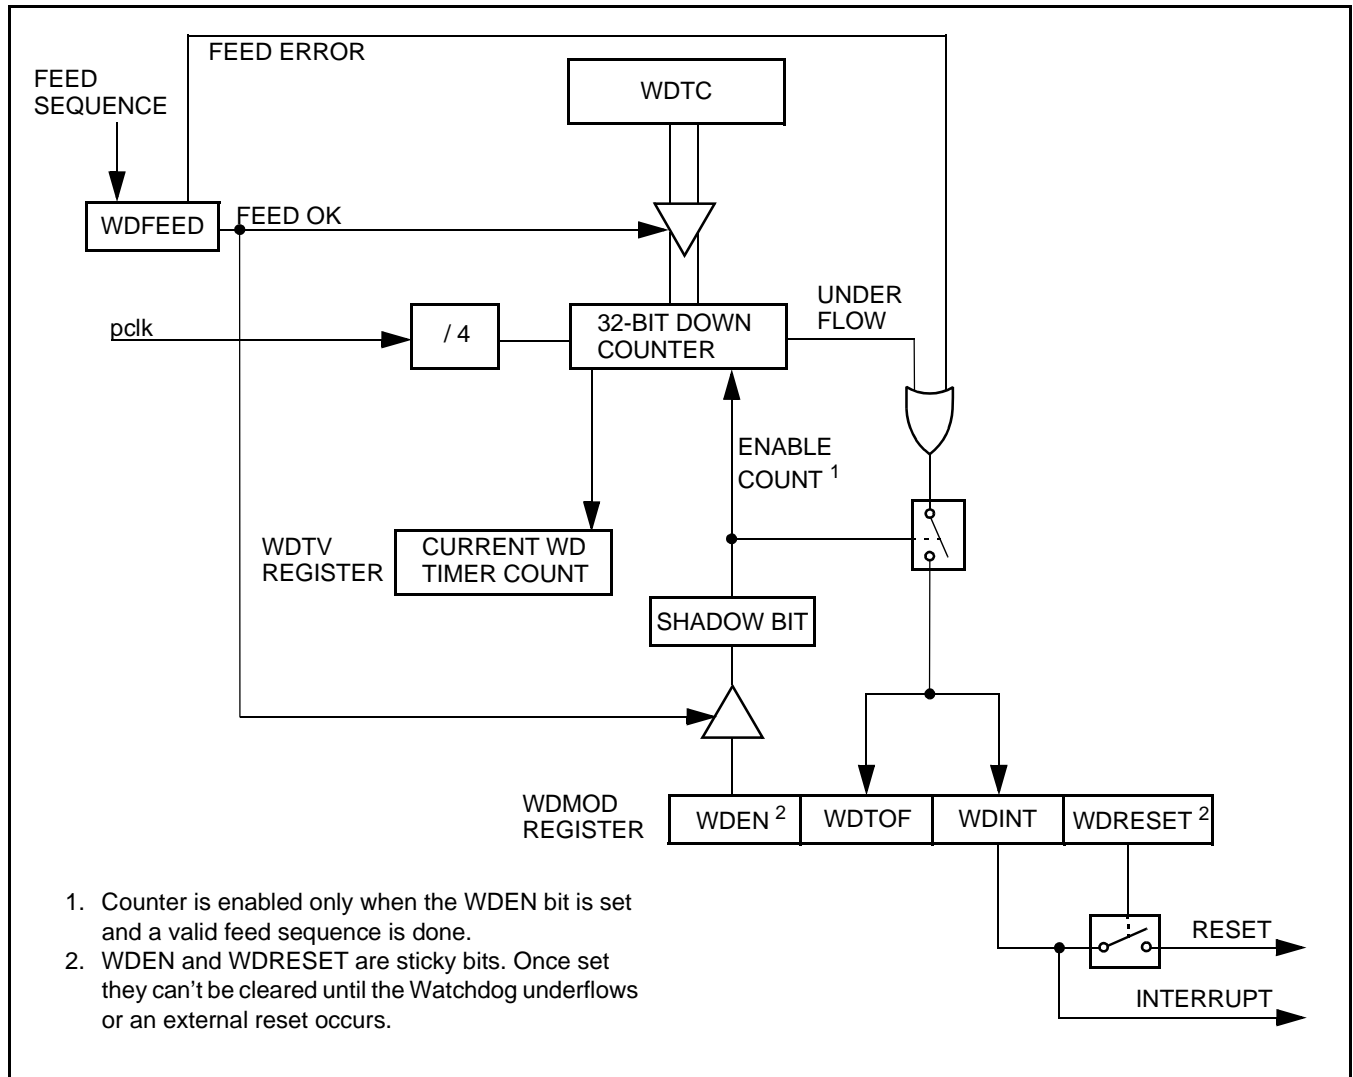 FEED ERROR
FEED
SEQUENCE
WDTC
WDFEED
FEED OK
pclk
/ 4
32-BIT DOWN
COUNTER
UNDER
FLOW
ENABLE
COUNT 1
WDTV
REGISTER
CURRENT WD
TIMER COUNT
SHADOW BIT
WDMOD
REGISTER
WDEN 2
WDTOF
WDINT
WDRESET 2
RESET
INTERRUPT
1. Counter is enabled only when the WDEN bit is set
and a valid feed sequence is done.
2. WDEN and WDRESET are sticky bits. Once set
they can't be cleared until the Watchdog underflows
or an external reset occurs.